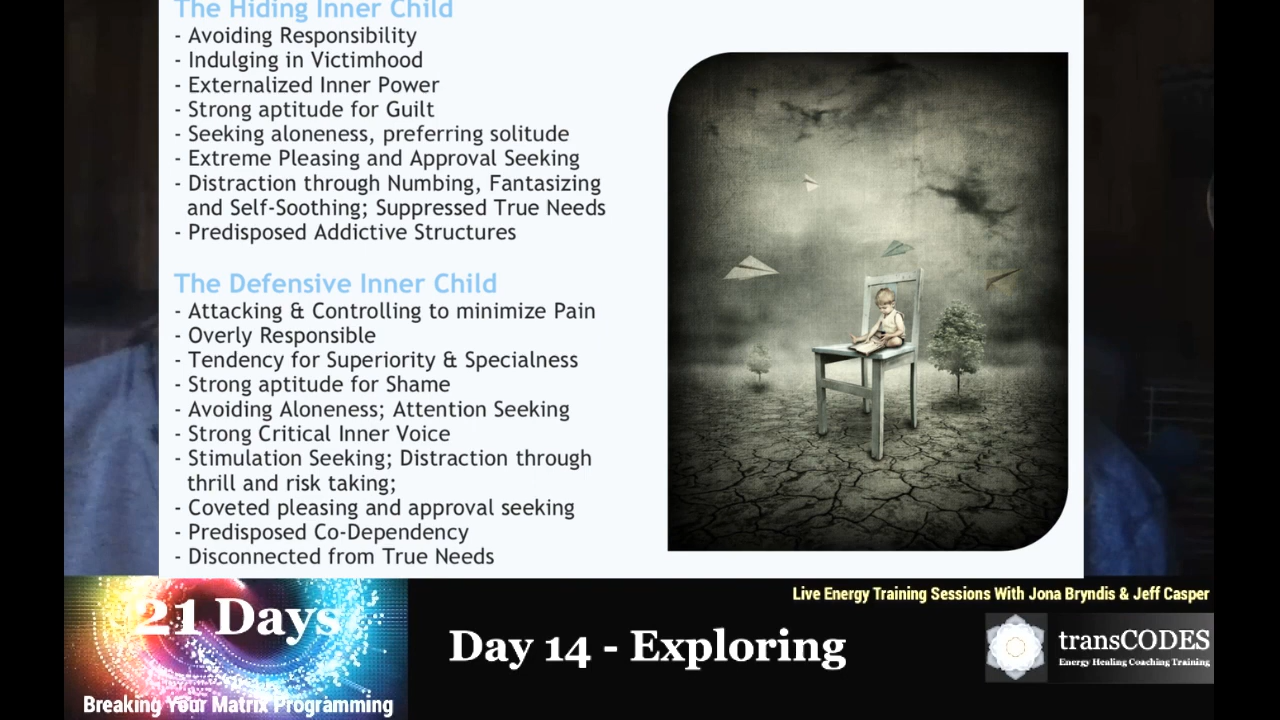 The Hiding Inner Child
- Avoiding Responsibility
- Indulging in Victimhood
- Externalized Inner Power
- Strong aptitude for Guilt
- Seeking aloneness, preferring solitude
- Extreme Pleasing and Approval Seeking
- Distraction through Numbing, Fantasizing
and Self-Soothing; Suppressed True Needs
- Predisposed Addictive Structures
The Defensive Inner Child
- Attacking & Controlling to minimize Pain
- Overly Responsible
- Tendency for Superiority & Specialness
- Strong aptitude for Shame
- Avoiding Aloneness; Attention Seeking
- Strong Critical Inner Voice
- Stimulation Seeking; Distraction through
thrill and risk taking;
- Coveted pleasing and approval seeking
- Predisposed Co-Dependency
- Disconnected from True Needs
21 Days
Breaking Your Matrix Programming
Day 14 - Exploring
Live Energy Training Sessions With Jona Bryndis & Jeff Casper
transCODES
Energy Healing Coaching Training